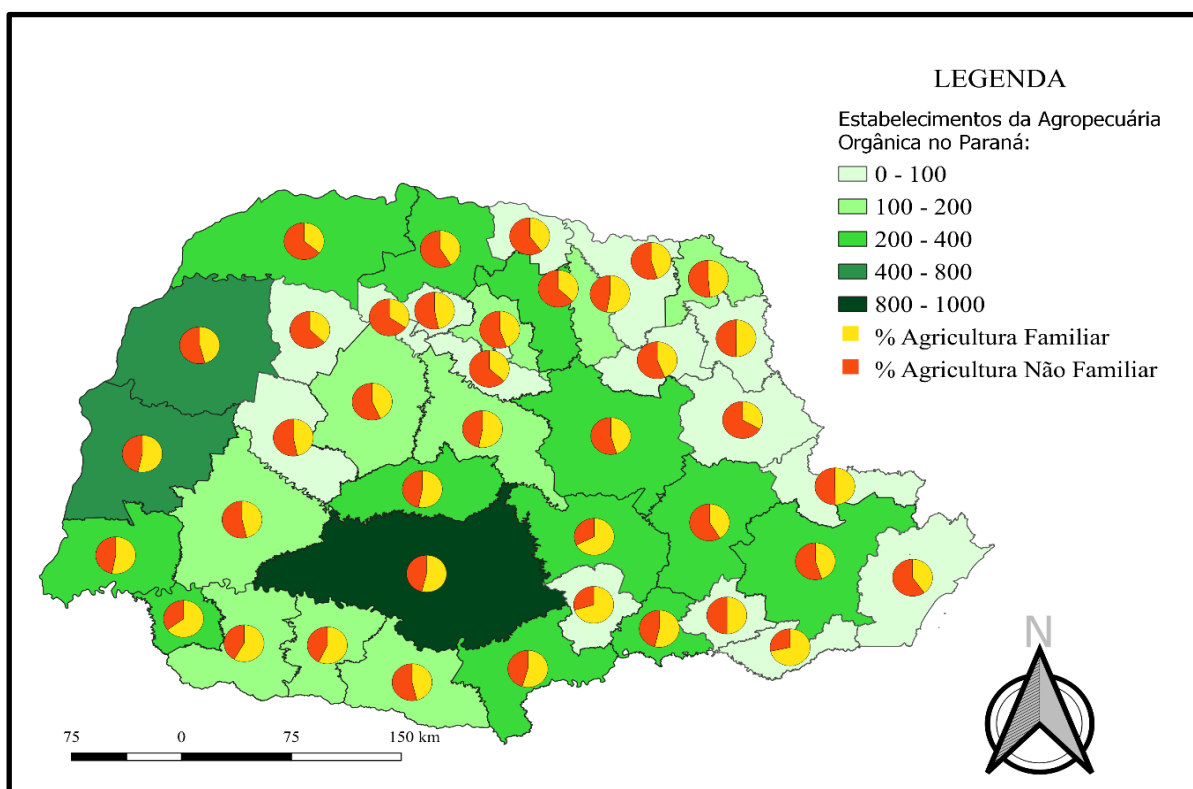 LEGENDA
Estabelecimentos da Agropecuária
Orgânica no Paraná:
0 - 100
100 - 200
200 - 400
400 - 800
800 - 1000
% Agricultura Familiar
% Agricultura Não Familiar
N
75 0 75 150 km